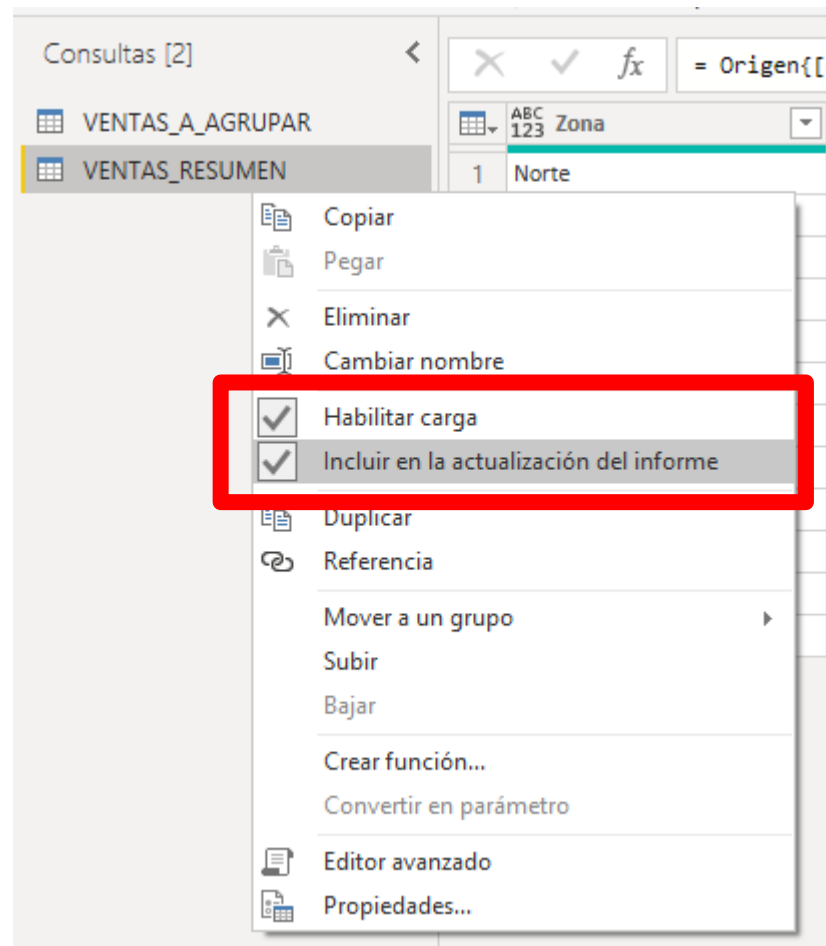 Consultas [2]
fx = Origen{[
VENTAS_A_AGRUPAR
ABC 123 Zona
VENTAS_RESUMEN
1 Norte
Copiar
Pegar
Eliminar
Cambiar nombre
Habilitar carga
Incluir en la actualización del informe
Duplicar
Referencia
Mover a un grupo
Subir
Bajar
Crear función...
Convertir en parámetro
Editor avanzado
Propiedades...